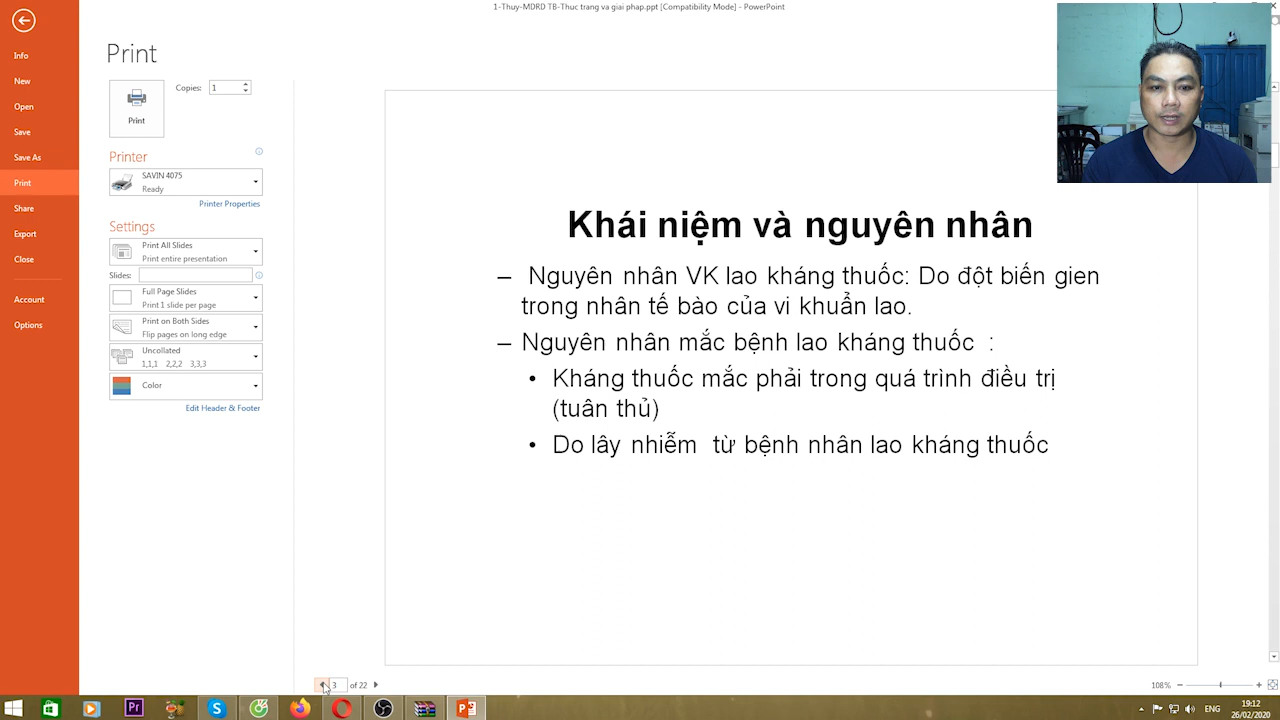 1-Thuy-MDRD TB-Thuc trang va giai phap.ppt [Compatibility Mode] - PowerPoint
Info
New
Open
Save
Save As
Print
Share
Export
Close
Account
Options
Print
Copies: 1
Print
Printer
SAVIN 4075
Ready
Printer Properties
Settings
Print All Slides
Print entire presentation
Slides:
Full Page Slides
Print 1 slide per page
Print on Both Sides
Flip pages on long edge
Uncollated
1,1,1 2,2,2 3,3,3
Color
Edit Header & Footer
Khái niệm và nguyên nhân
– Nguyên nhân VK lao kháng thuốc: Do đột biến gien
trong nhân tế bào của vi khuẩn lao.
– Nguyên nhân mắc bệnh lao kháng thuốc :
• Kháng thuốc mắc phải trong quá trình điều trị
(tuân thủ)
• Do lây nhiễm từ bệnh nhân lao kháng thuốc
3 of 22
108%
Pr
S
P
ENG
19:12
26/02/2020